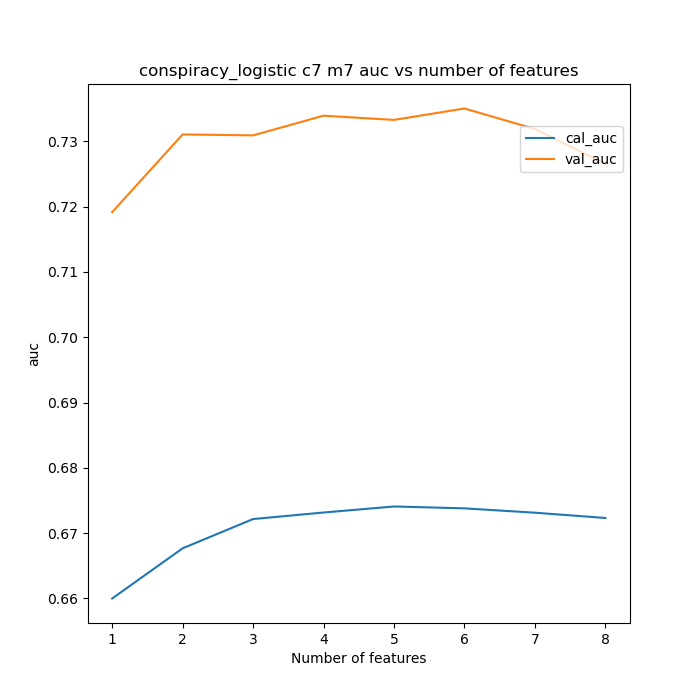 conspiracy_logistic c7 m7 auc vs number of features
cal_auc
val_auc
0.73
0.72
0.71
0.70
0.69
0.68
0.67
0.66
auc
1 2 3 4 5 6 7 8
Number of features